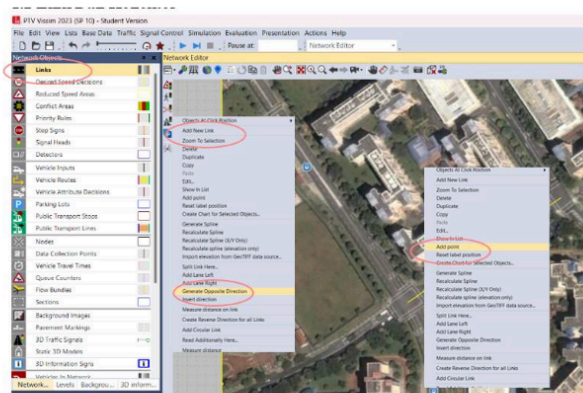 PTV Vissim 2023 (SP 10) - Student Version
File Edit View Lists Base Data Traffic Signal Control Simulation Evaluation Presentation Actions Help
Pause at:
Network Editor
Network Objects
Network Editor
Links
Desired Speed Decisions
Reduced Speed Areas
Conflict Areas
Priority Rules
Stop Signs
Signal Heads
Detectors
Vehicle Inputs
Vehicle Routes
Vehicle Attribute Decisions
Parking Lots
Public Transport Stops
Public Transport Lines
Nodes
Data Collection Points
Vehicle Travel Times
Queue Counters
Flow Bundles
Sections
Background Images
Pavement Markings
3D Traffic Signals
Static 3D Models
3D Information Signs
Vehicles In Network
Network... Levels Backgrou... 3D inform...
Objects At Click Position
Add New Link
Zoom To Selection
Delete
Duplicate
Copy
Paste
Edit...
Show In List
Add point
Reset label position
Create Chart for Selected Objects...
Generate Spline
Recalculate Spline
Recalculate Spline (X/Y Only)
Recalculate Spline (elevation only)
Import elevation from GeoTIFF data source...
Split Link Here...
Add Lane Left
Add Lane Right
Generate Opposite Direction
Invert direction
Measure distance on link
Create Reverse Direction for all Links
Add Circular Link
Read Additionally Here...
Measure distance
Objects At Click Position
Add New Link
Zoom To Selection
Delete
Duplicate
Copy
Paste
Edit...
Show In List
Add point
Reset label position
Create Chart for Selected Objects...
Generate Spline
Recalculate Spline
Recalculate Spline (X/Y Only)
Recalculate Spline (elevation only)
Import elevation from GeoTIFF data source...
Split Link Here...
Add Lane Left
Add Lane Right
Generate Opposite Direction
Invert direction
Measure distance on link
Create Reverse Direction for all Links
Add Circular Link
Read Additionally Here...
Measure distance